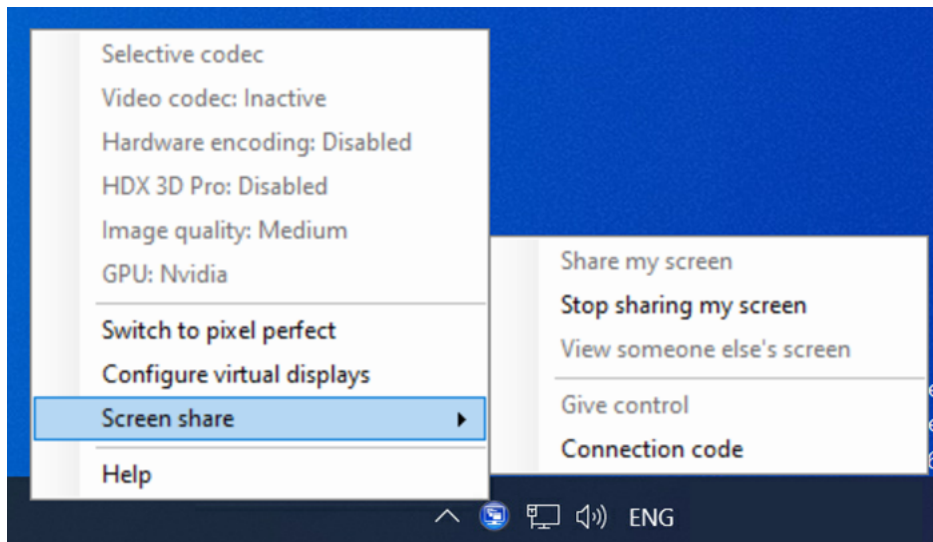 Selective codec
Video codec: Inactive
Hardware encoding: Disabled
HDX 3D Pro: Disabled
Image quality: Medium
GPU: Nvidia
Switch to pixel perfect
Configure virtual displays
Screen share
Help
Share my screen
Stop sharing my screen
View someone else's screen
Give control
Connection code
ENG